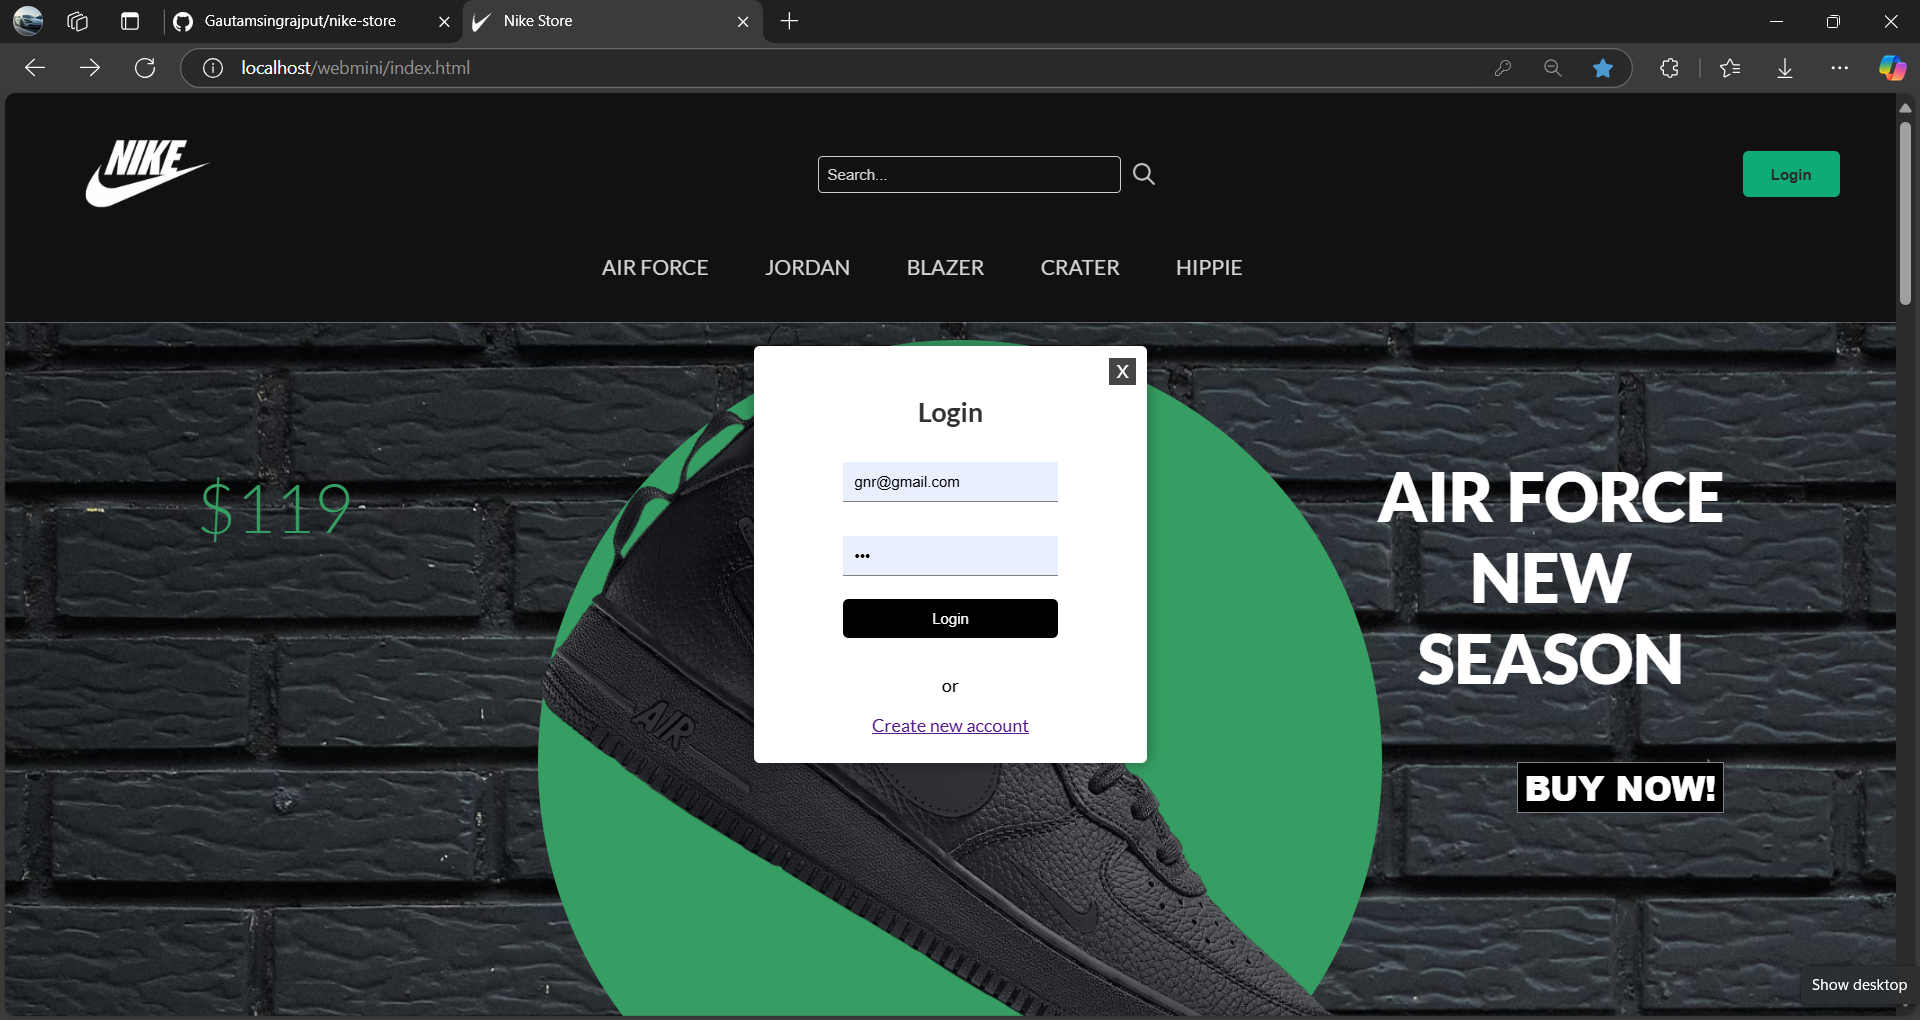 Gautamsingrajput/nike-store
Nike Store
localhost/webmini/index.html
NIKE
Search...
Login
AIR FORCE
JORDAN
BLAZER
CRATER
HIPPIE
X
Login
gnr@gmail.com
•••
Login
or
Create new account
$119
AIR FORCE
NEW
SEASON
BUY NOW!
AIR
Show desktop